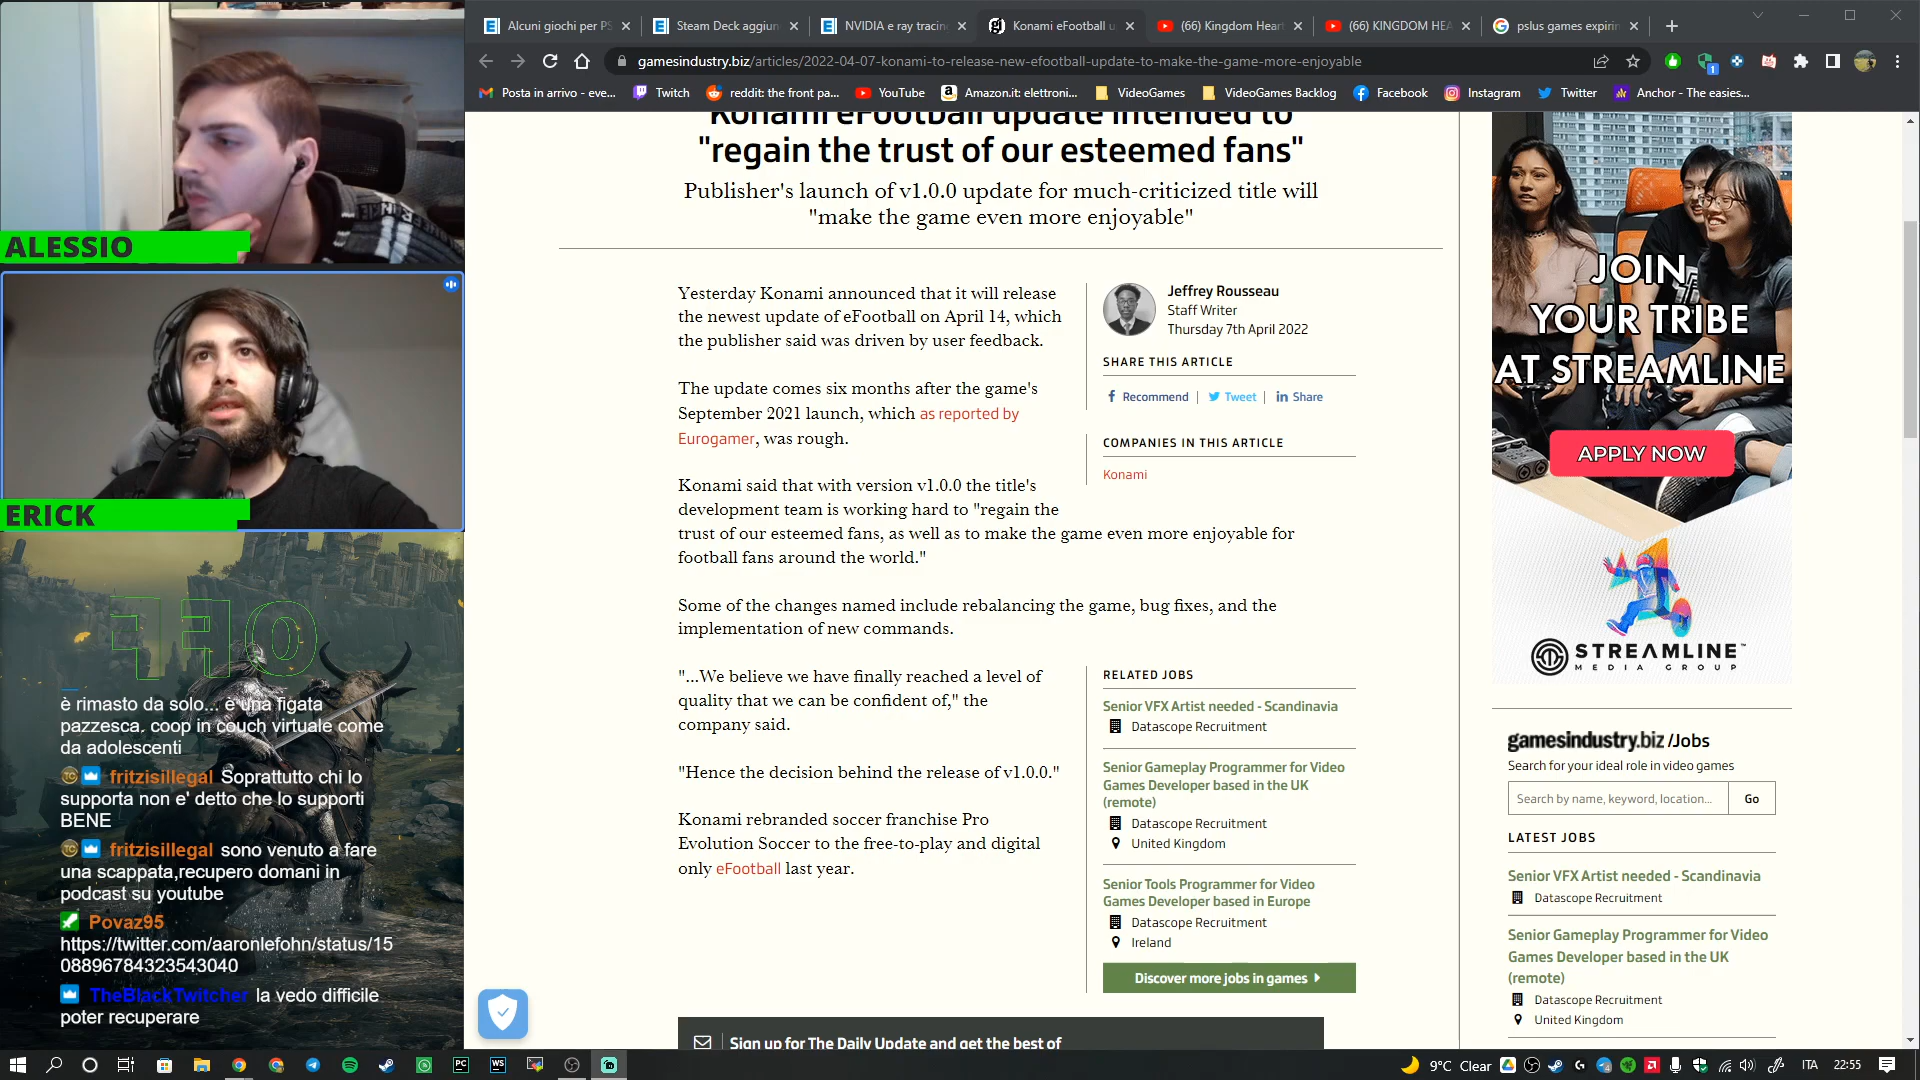 Alcuni giochi per PS
Steam Deck aggiun
NVIDIA e ray tracin
Konami eFootball u
(66) Kingdom Heart
(66) KINGDOM HEA
pslus games expirin
gamesindustry.biz/articles/2022-04-07-konami-to-release-new-efootball-update-to-make-the-game-more-enjoyable
1
Posta in arrivo - eve...
Twitch
reddit: the front pa...
YouTube
Amazon.it: elettroni...
VideoGames
VideoGames Backlog
Facebook
Instagram
Twitter
Anchor - The easies...
ALESSIO
ERICK
OFF
è rimasto da solo... è una figata
pazzesca. coop in couch virtuale come
da adolescenti
fritzisillegal Soprattutto chi lo
supporta non e' detto che lo supporti
BENE
fritzisillegal sono venuto a fare
una scappata,recupero domani in
podcast su youtube
Povaz95
https://twitter.com/aaronlefohn/status/15
08896784323543040
TheBlackTwitcher la vedo difficile
poter recuperare
Konami eFootball update intended to
"regain the trust of our esteemed fans"
Publisher's launch of v1.0.0 update for much-criticized title will
"make the game even more enjoyable"
Yesterday Konami announced that it will release
the newest update of eFootball on April 14, which
the publisher said was driven by user feedback.
The update comes six months after the game's
September 2021 launch, which as reported by
Eurogamer, was rough.
Konami said that with version v1.0.0 the title's
development team is working hard to "regain the
trust of our esteemed fans, as well as to make the game even more enjoyable for
football fans around the world."
Some of the changes named include rebalancing the game, bug fixes, and the
implementation of new commands.
"...We believe we have finally reached a level of
quality that we can be confident of," the
company said.
"Hence the decision behind the release of v1.0.0."
Konami rebranded soccer franchise Pro
Evolution Soccer to the free-to-play and digital
only eFootball last year.
Jeffrey Rousseau
Staff Writer
Thursday 7th April 2022
SHARE THIS ARTICLE
Recommend
Tweet
Share
COMPANIES IN THIS ARTICLE
Konami
RELATED JOBS
Senior VFX Artist needed - Scandinavia
Datascope Recruitment
Senior Gameplay Programmer for Video
Games Developer based in the UK
(remote)
Datascope Recruitment
United Kingdom
Senior Tools Programmer for Video
Games Developer based in Europe
Datascope Recruitment
Ireland
Discover more jobs in games
Sign up for The Daily Update and get the best of
JOIN
YOUR TRIBE
AT STREAMLINE
APPLY NOW
STREAMLINE™
MEDIA GROUP
gamesindustry.biz /Jobs
Search for your ideal role in video games
Search by name, keyword, location...
Go
LATEST JOBS
Senior VFX Artist needed - Scandinavia
Datascope Recruitment
Senior Gameplay Programmer for Video
Games Developer based in the UK
(remote)
Datascope Recruitment
United Kingdom
PC
WS
9°C Clear
ITA
22:55